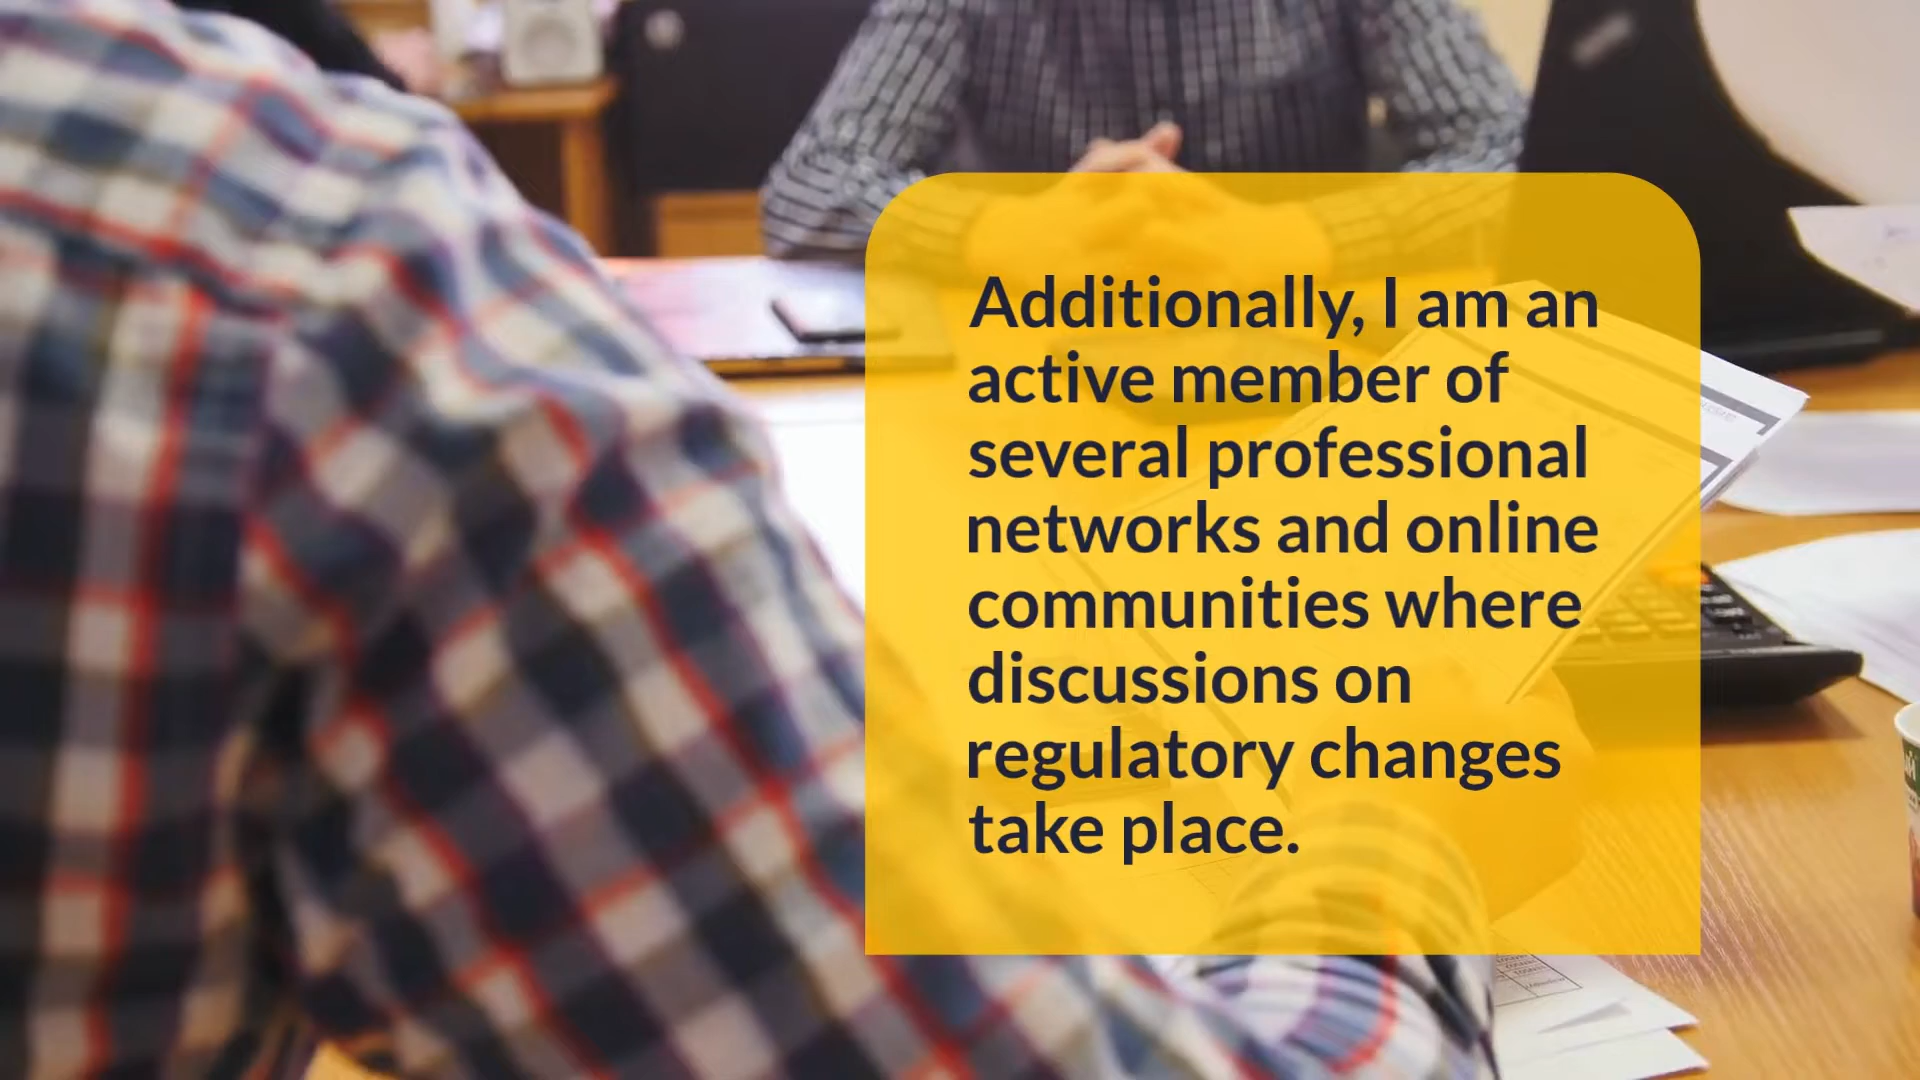 Additionally, I am an
active member of
several professional
networks and online
communities where
discussions on
regulatory changes
take place.